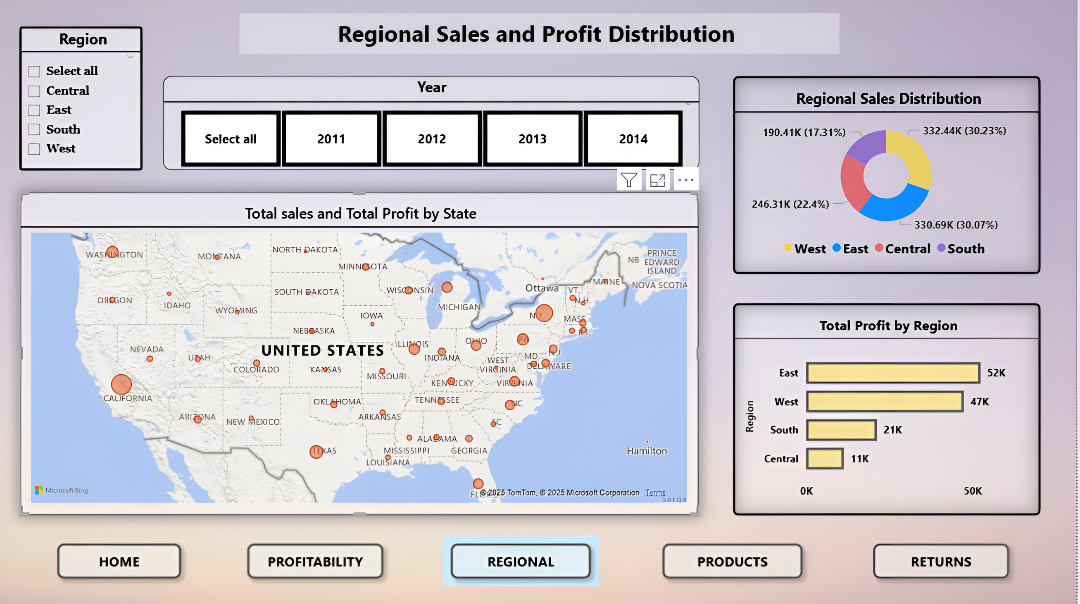 Regional Sales and Profit Distribution
Region
Select all
Central
East
South
West
Year
Select all
2011
2012
2013
2014
Regional Sales Distribution
190.41K (17.31%)
332.44K (30.23%)
246.31K (22.4%)
330.69K (30.07%)
West East Central South
Total sales and Total Profit by State
WASHINGTON
MONTANA
NORTH DAKOTA
MINNESOTA
NB
PRINCE
EDWARD
ISLAND
OREGON
IDAHO
WYOMING
SOUTH DAKOTA
WISCONSIN
MICHIGAN
Ottawa
VT
MAINE
NOVA SCOTIA
NEVADA
UTAH
COLORADO
NEBRASKA
IOWA
ILLINOIS
INDIANA
OHIO
PA
NY
MASS
UNITED STATES
KANSAS
MISSOURI
KENTUCKY
WEST
VIRGINIA
VIRGINIA
MD
DELAWARE
CALIFORNIA
ARIZONA
NEW MEXICO
OKLAHOMA
ARKANSAS
TENNESSEE
NC
SC
TEXAS
LOUISIANA
MISSISSIPPI
ALABAMA
GEORGIA
Hamilton
Microsoft Bing
© 2025 TomTom, © 2025 Microsoft Corporation Terms
Total Profit by Region
Region
East 52K
West 47K
South 21K
Central 11K
0K 50K
HOME
PROFITABILITY
REGIONAL
PRODUCTS
RETURNS